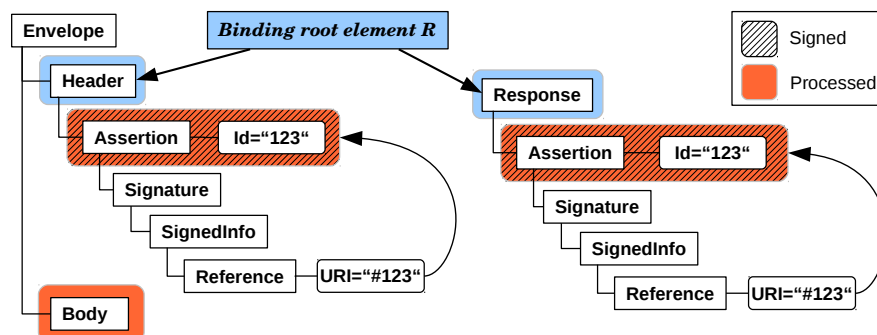 Envelope
Binding root element R
Signed
Header
Response
Processed
Assertion
Id=“123“
Assertion
Id=“123“
Signature
Signature
SignedInfo
SignedInfo
Reference
URI=“#123“
Reference
URI=“#123“
Body